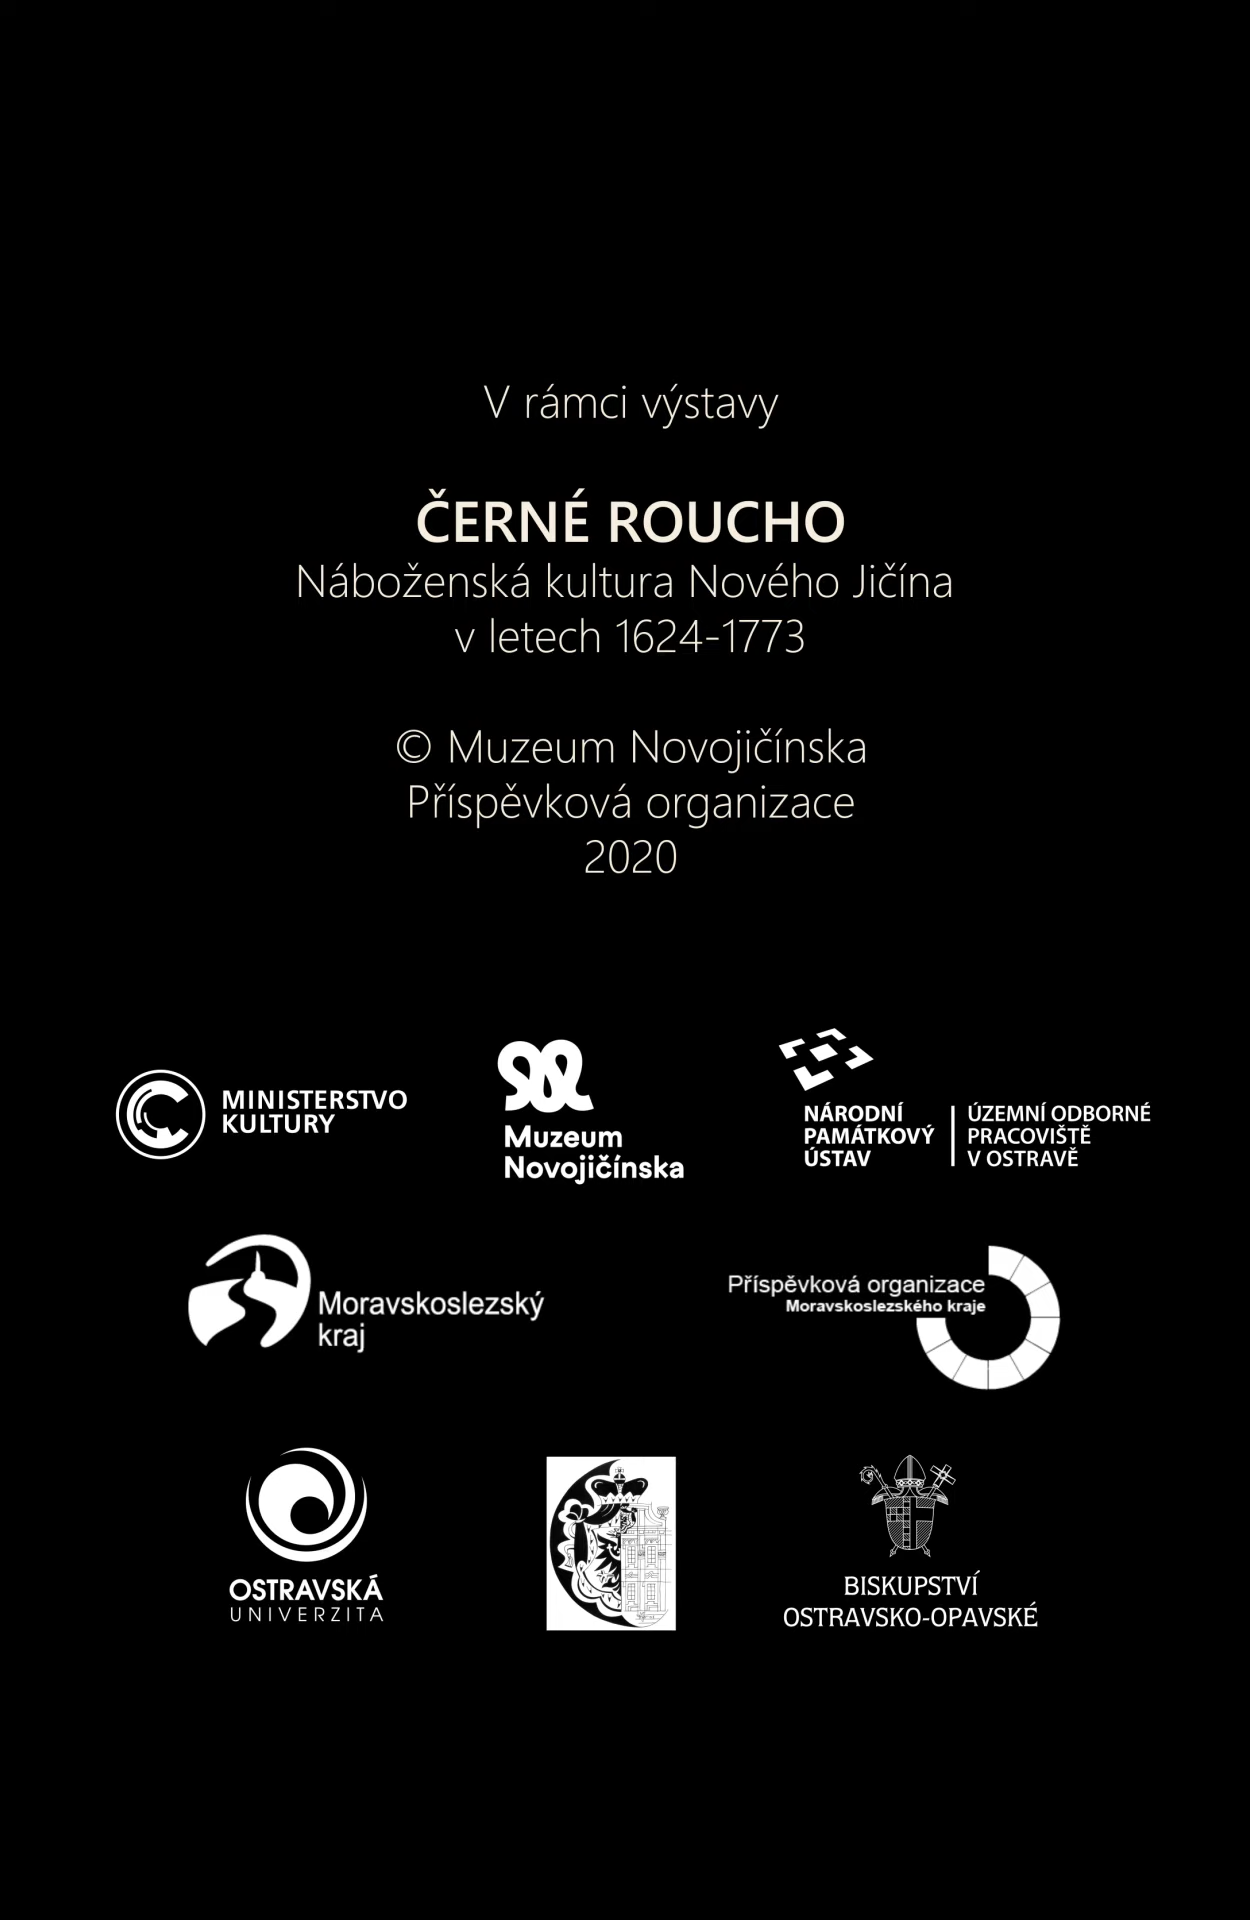 V rámci výstavy
ČERNÉ ROUCHO
Náboženská kultura Nového Jičína
v letech 1624-1773
© Muzeum Novojičínska
Příspěvková organizace
2020
MINISTERSTVO
KULTURY
Muzeum
Novojičínska
NÁRODNÍ
PAMÁTKOVÝ
ÚSTAV
ÚZEMNÍ ODBORNÉ
PRACOVIŠTĚ
V OSTRAVĚ
Moravskoslezský
kraj
Příspěvková organizace
Moravskoslezského kraje
OSTRAVSKÁ
UNIVERZITA
BISKUPSTVÍ
OSTRAVSKO-OPAVSKÉ